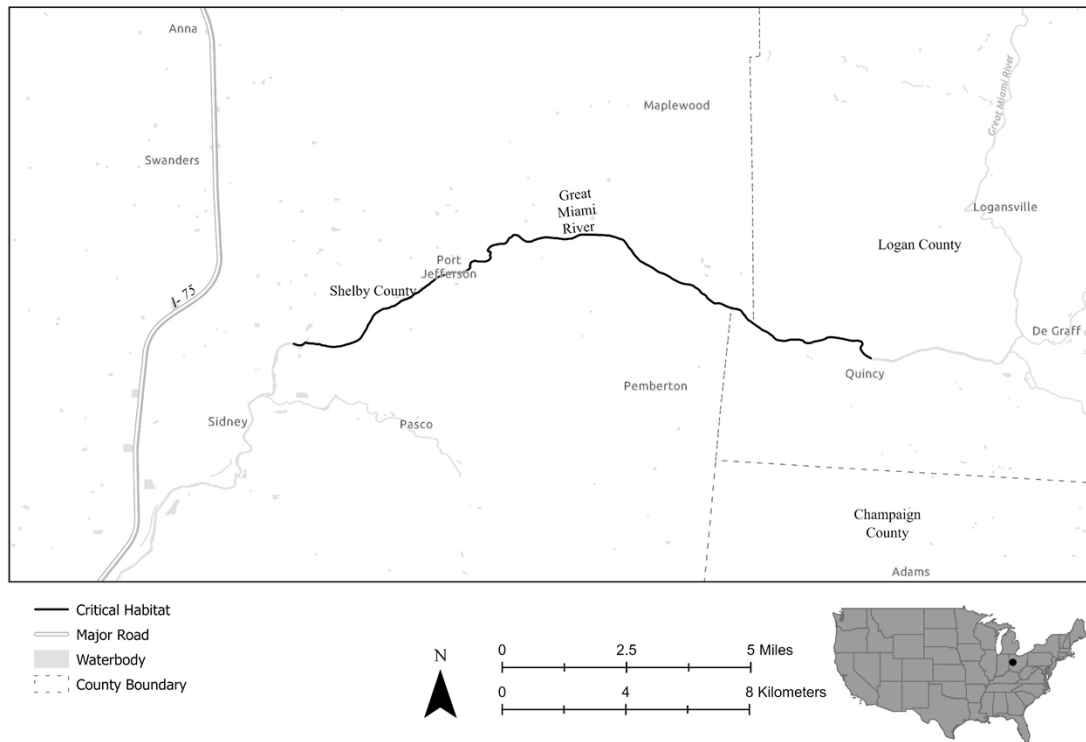 Anna
Maplewood
Great Miami River
Swanders
Great
Miami
River
Logansville
Logan County
Port
Jefferson
Shelby County
I- 75
De Graff
Quincy
Pemberton
Sidney
Pasco
Champaign
County
Adams
Critical Habitat
Major Road
Waterbody
County Boundary
N
0 2.5 5 Miles
0 4 8 Kilometers